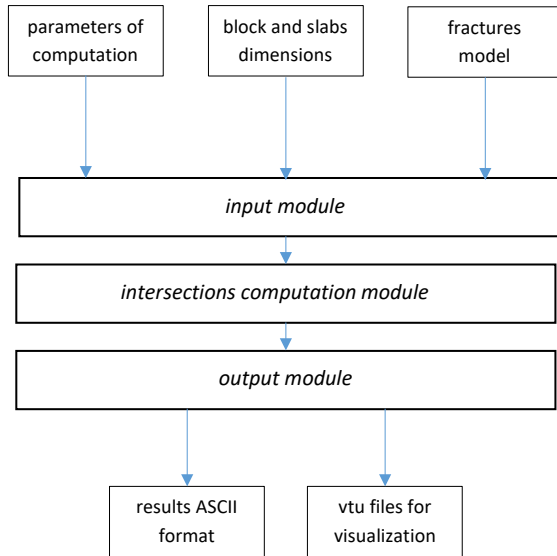 parameters of
computation
block and slabs
dimensions
fractures
model
input module
intersections computation module
output module
results ASCII
format
vtu files for
visualization